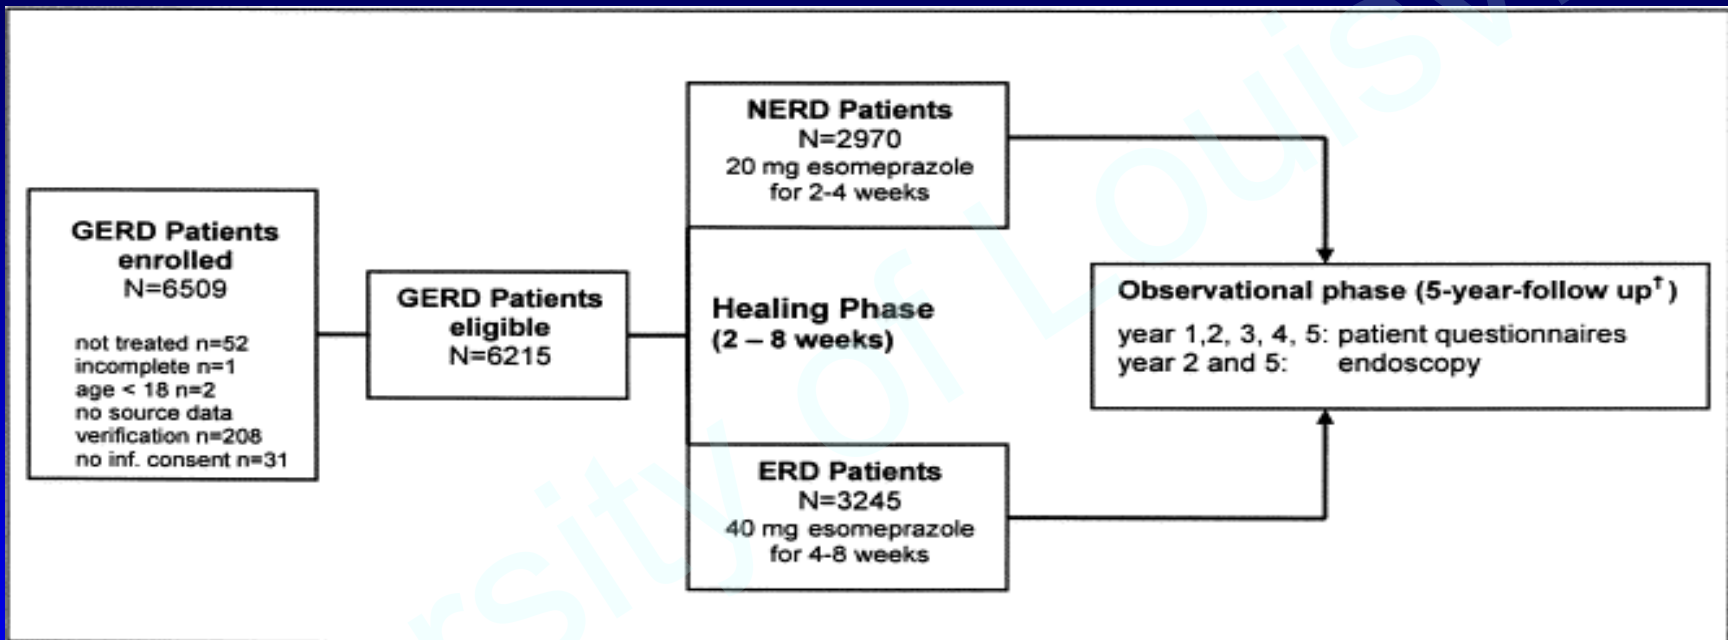 GERD Patients
enrolled
N=6509
not treated n=52
incomplete n=1
age < 18 n=2
no source data
verification n=208
no inf. consent n=31
GERD Patients
eligible
N=6215
NERD Patients
N=2970
20 mg esomeprazole
for 2-4 weeks
Healing Phase
(2 – 8 weeks)
ERD Patients
N=3245
40 mg esomeprazole
for 4-8 weeks
Observational phase (5-year-follow up†)
year 1,2, 3, 4, 5: patient questionnaires
year 2 and 5: endoscopy
rsity of Louisv